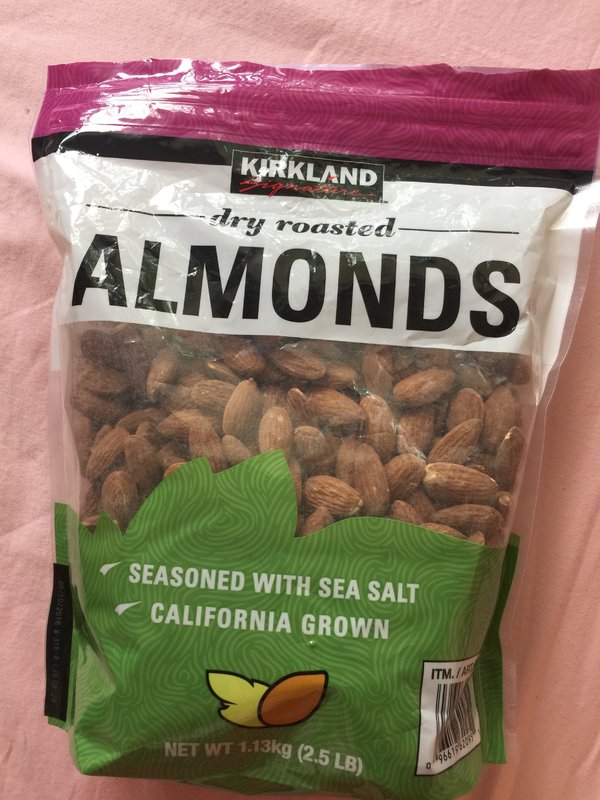 KIRKLAND
Signature
dry roasted
ALMONDS
SEASONED WITH SEA SALT
CALIFORNIA GROWN
ITM. /
NET WT 1.13kg (2.5 LB)